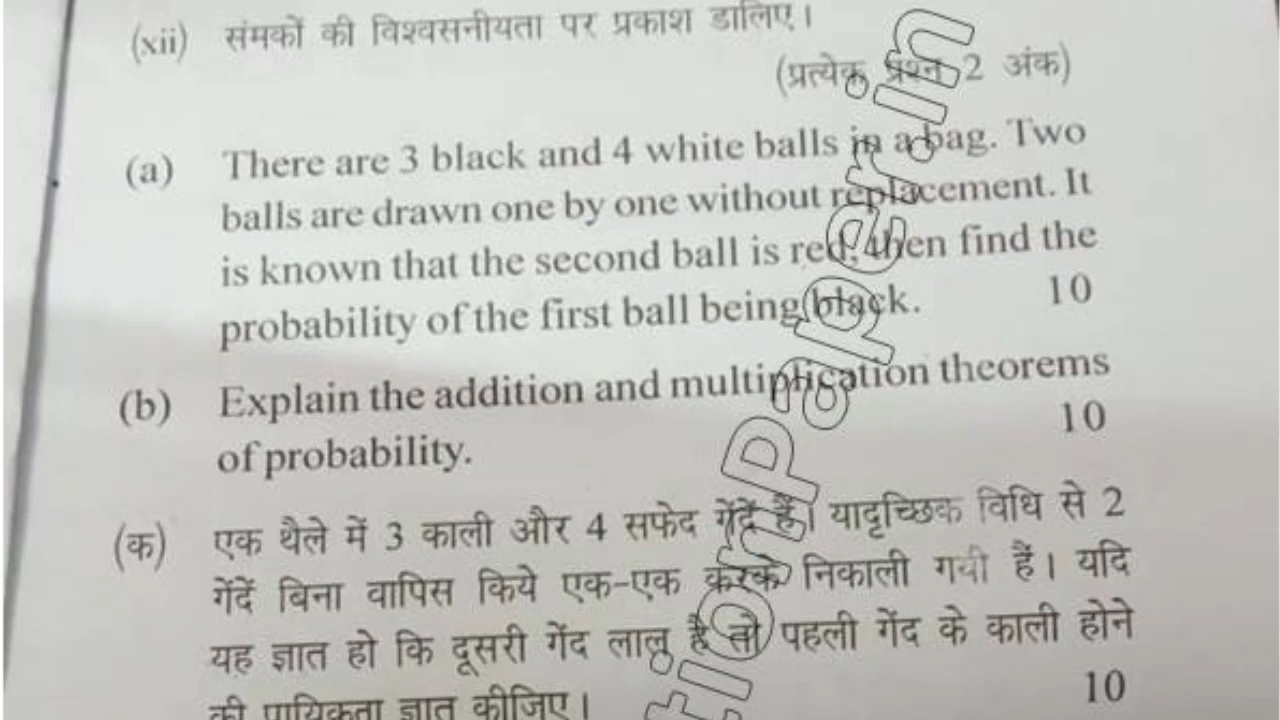 (xii) संमकों की विश्वसनीयता पर प्रकाश डालिए।
(प्रत्येक प्रश्न 2 अंक)
(a) There are 3 black and 4 white balls in a bag. Two
balls are drawn one by one without replacement. It
is known that the second ball is red, then find the
probability of the first ball being black. 10
(b) Explain the addition and multiplication theorems
of probability. 10
(क) एक थैले में 3 काली और 4 सफेद गेंदें हैं। यादृच्छिक विधि से 2
गेंदें बिना वापिस किये एक-एक करके निकाली गयी हैं। यदि
यह ज्ञात हो कि दूसरी गेंद लाल है तो पहली गेंद के काली होने
की प्रायिकता ज्ञात कीजिए। 10
tionPaper.in